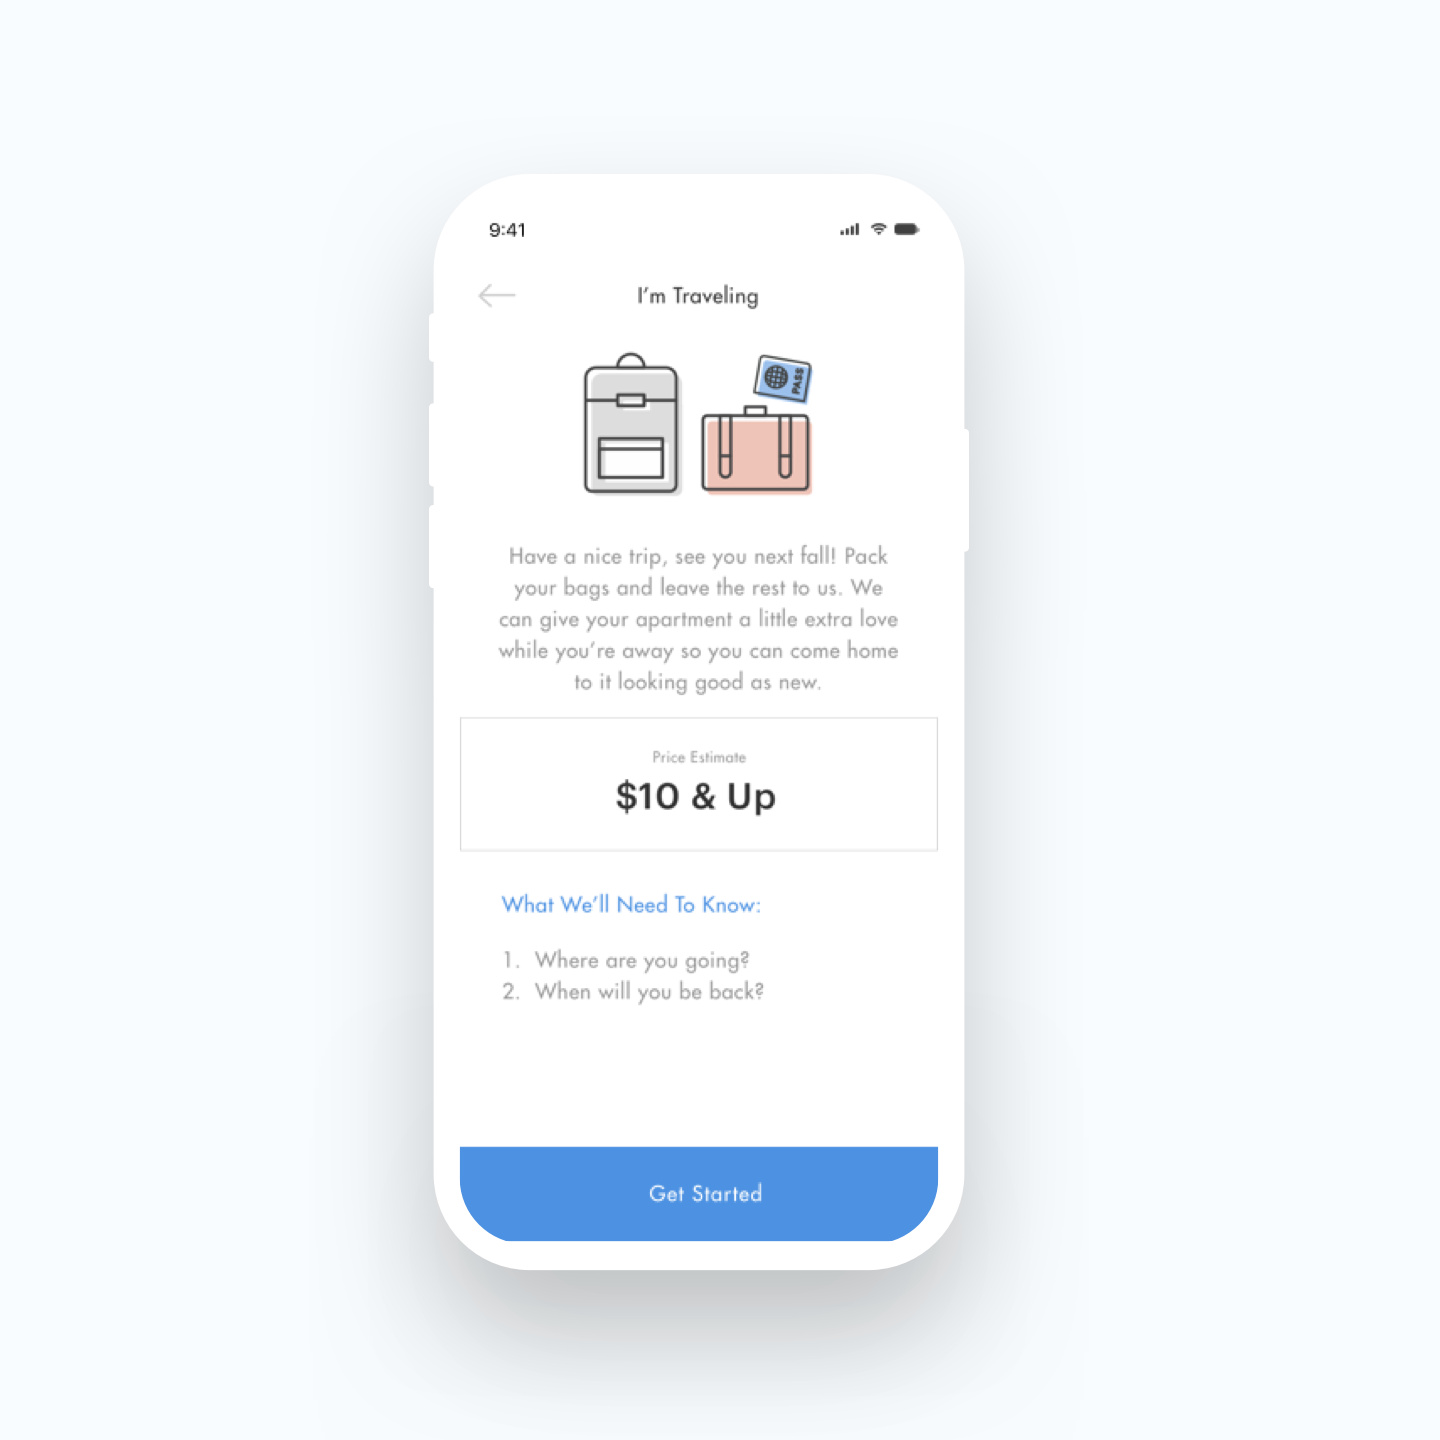 9:41
I'm Traveling
PASS
Have a nice trip, see you next fall! Pack
your bags and leave the rest to us. We
can give your apartment a little extra love
while you're away so you can come home
to it looking good as new.
Price Estimate
$10 & Up
What We'll Need To Know:
1. Where are you going?
2. When will you be back?
Get Started